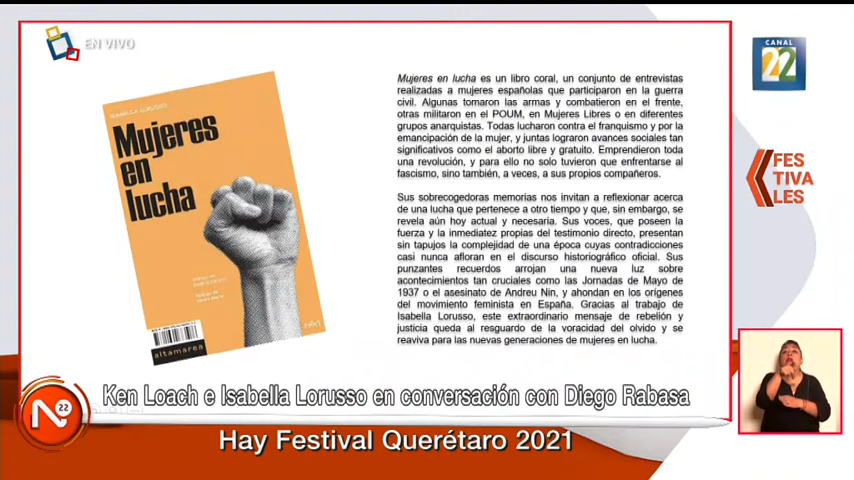 EN VIVO
CANAL
22
FES
TIVA
LES
ISABELLA LORUSSO
Mujeres
en
lucha
altamarea
Mujeres en lucha es un libro coral, un conjunto de entrevistas
realizadas a mujeres españolas que participaron en la guerra
civil. Algunas tomaron las armas y combatieron en el frente,
otras militaron en el POUM, en Mujeres Libres o en diferentes
grupos anarquistas. Todas lucharon contra el franquismo y por la
emancipación de la mujer, y juntas lograron avances sociales tan
significativos como el aborto libre y gratuito. Emprendieron toda
una revolución, y para ello no solo tuvieron que enfrentarse al
fascismo, sino también, a veces, a sus propios compañeros.
Sus sobrecogedoras memorias nos invitan a reflexionar acerca
de una lucha que pertenece a otro tiempo y que, sin embargo, se
revela aún hoy actual y necesaria. Sus voces, que poseen la
fuerza y la inmediatez propias del testimonio directo, presentan
sin tapujos la complejidad de una época cuyas contradicciones
casi nunca afloran en el discurso historiográfico oficial. Sus
punzantes recuerdos arrojan una nueva luz sobre
acontecimientos tan cruciales como las Jornadas de Mayo de
1937 o el asesinato de Andreu Nin, y ahondan en los orígenes
del movimiento feminista en España. Gracias al trabajo de
Isabella Lorusso, este extraordinario mensaje de rebelión y
justicia queda al resguardo de la voracidad del olvido y se
reaviva para las nuevas generaciones de mujeres en lucha.
N22
Ken Loach e Isabella Lorusso en conversación con Diego Rabasa
Hay Festival Querétaro 2021